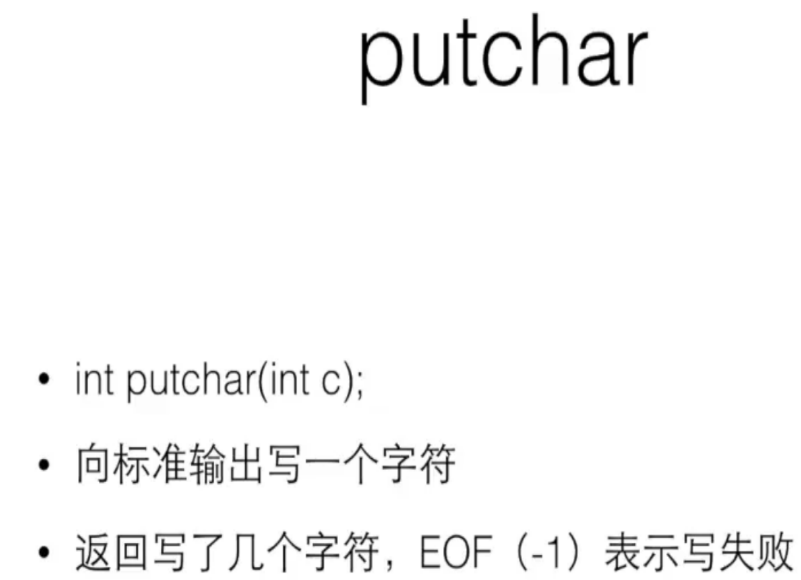 putchar
• int putchar(int c);
• 向标准输出写一个字符
• 返回写了几个字符，EOF（-1）表示写失败